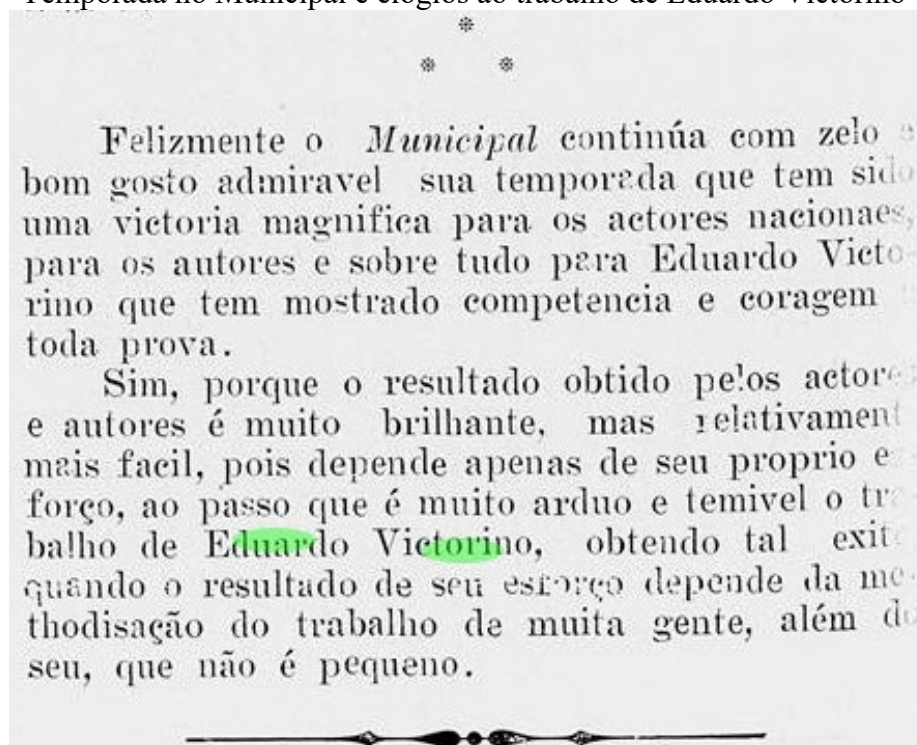 Temporada no Municipal e elogios ao trabalho de Eduardo Victorino
Felizmente o Municipal continúa com zelo e
bom gosto admiravel sua temporada que tem sido
uma victoria magnifica para os actores nacionaes,
para os autores e sobre tudo para Eduardo Victo-
rino que tem mostrado competencia e coragem
toda prova.
Sim, porque o resultado obtido pelos actore
e autores é muito brilhante, mas relativament
mais facil, pois depende apenas de seu proprio e
forço, ao passo que é muito arduo e temivel o tra
balho de Eduardo Victorino, obtendo tal exito
quando o resultado de seu esforço depende da me-
thodisação do trabalho de muita gente, além do
seu, que não é pequeno.